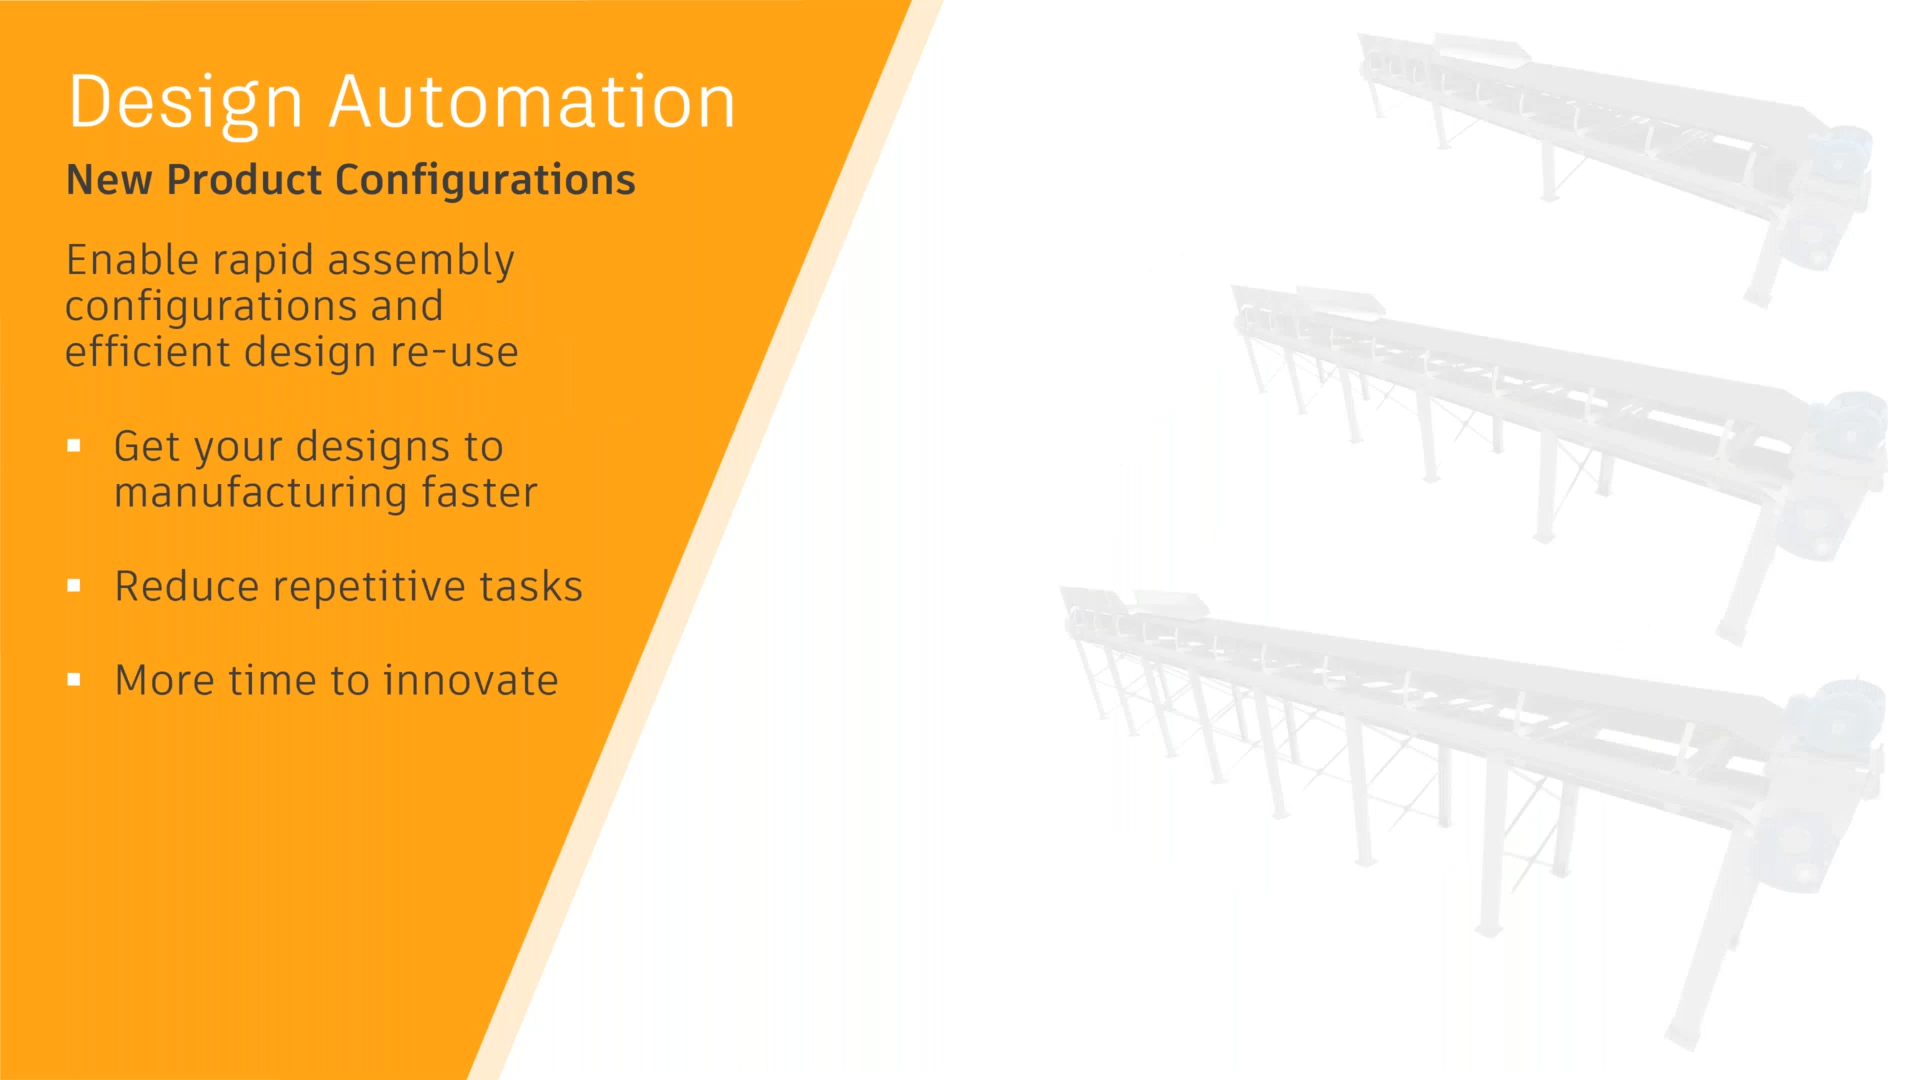 Design Automation
New Product Configurations
Enable rapid assembly
configurations and
efficient design re-use
▪ Get your designs to
manufacturing faster
▪ Reduce repetitive tasks
▪ More time to innovate